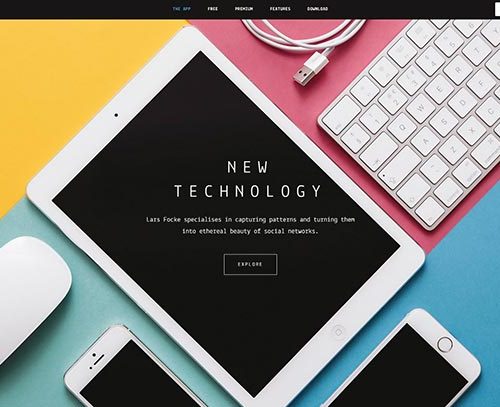 THE APP FREE PREMIUM FEATURES DOWNLOAD
NEW
TECHNOLOGY
Lars Focke specialises in capturing patterns and turning them
into ethereal beauty of social networks.
EXPLORE